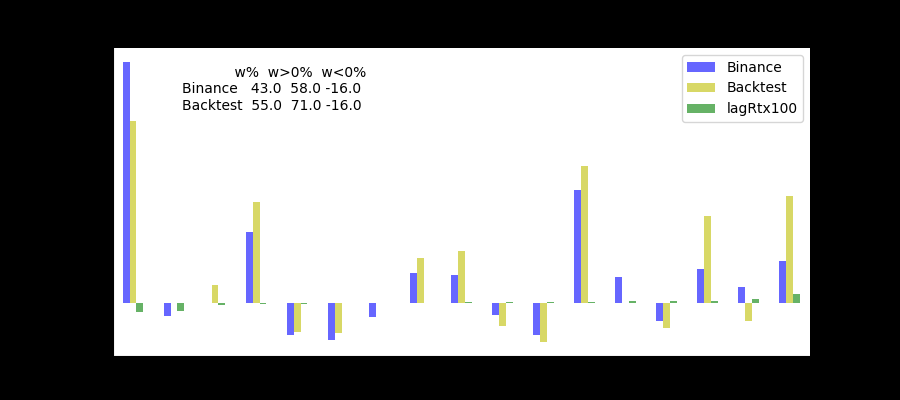 w%  w>0%  w<0%
Binance   43.0  58.0 -16.0
Backtest  55.0  71.0 -16.0
Binance
Backtest
lagRtx100